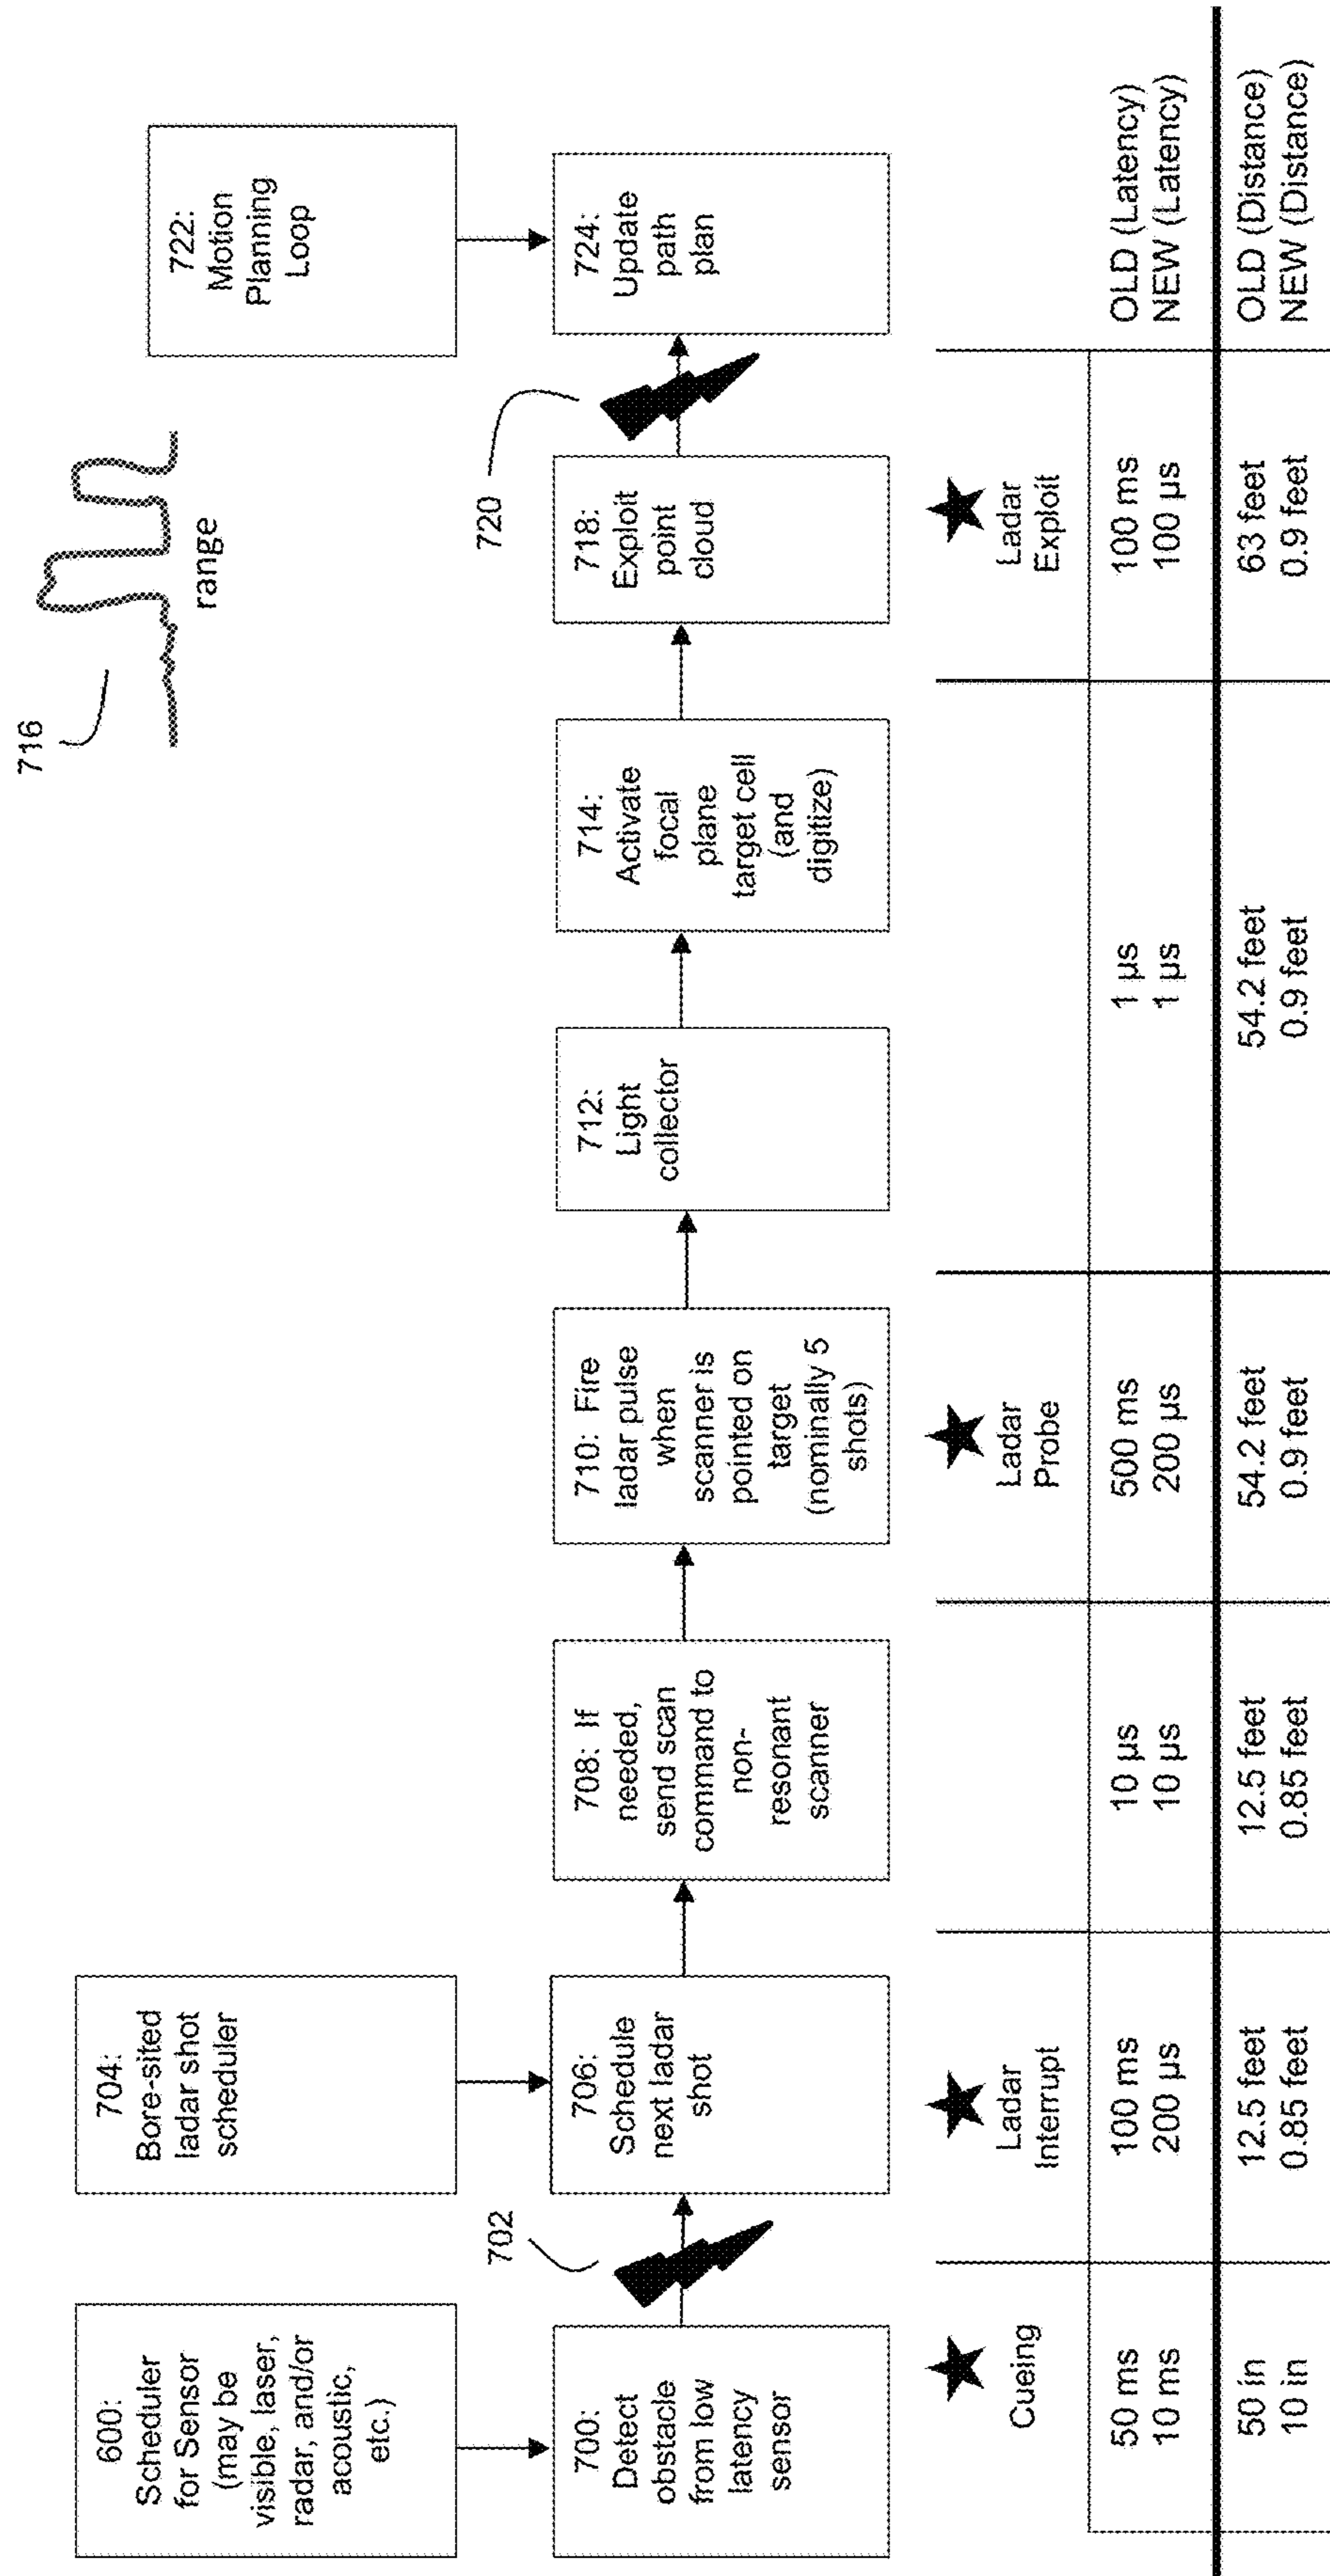 600:
Scheduler
for Sensor
(may be
visible, laser,
radar, and/or
acoustic,
etc.)
704:
Bore-sited
ladar shot
scheduler
716
range
722:
Motion
Planning
Loop
702
720
700:
Detect
obstacle
from low
latency
sensor
706:
Schedule
next ladar
shot
708: If
needed,
send scan
command to
non-
resonant
scanner
710: Fire
ladar pulse
when
scanner is
pointed on
target
(nominally 5
shots)
712:
Light
collector
714:
Activate
focal
plane
target cell
(and
digitize)
718:
Exploit
point
cloud
724:
Update
path
plan
Cueing
Ladar
Interrupt
Ladar
Probe
Ladar
Exploit
50 ms 100 ms 10 µs 500 ms 1 µs 100 ms OLD (Latency)
10 ms 200 µs 10 µs 200 µs 1 µs 100 µs NEW (Latency)
50 in 12.5 feet 12.5 feet 54.2 feet 54.2 feet 63 feet OLD (Distance)
10 in 0.85 feet 0.85 feet 0.9 feet 0.9 feet 0.9 feet NEW (Distance)